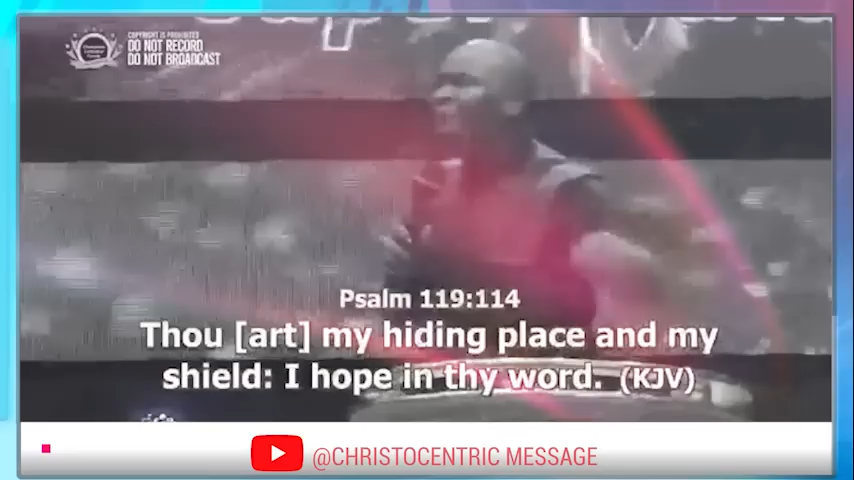 COPYRIGHT IS PROHIBITED
DO NOT RECORD
DO NOT BROADCAST
Psalm 119:114
Thou [art] my hiding place and my
shield: I hope in thy word. (KJV)
@CHRISTOCENTRIC MESSAGE